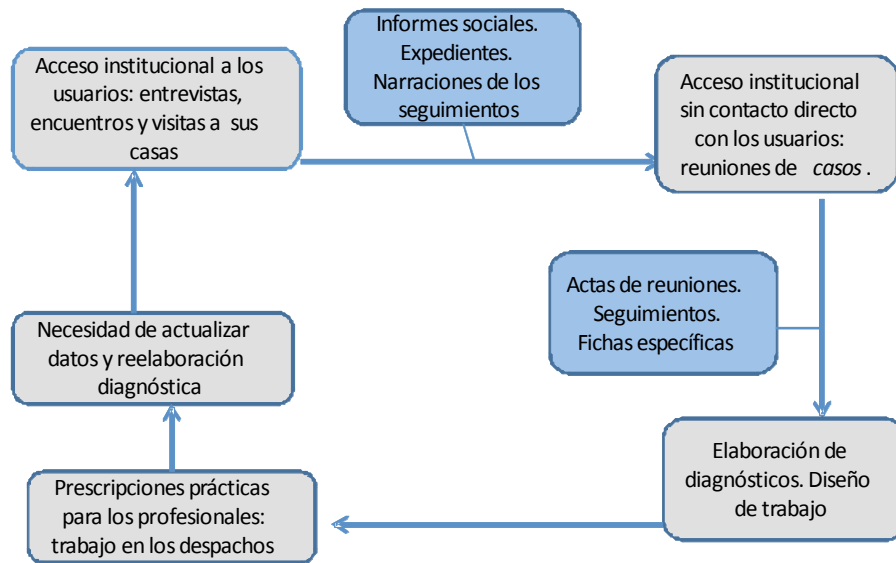 Acceso institucional a los
usuarios: entrevistas,
encuentros y visitas a sus
casas
Informes sociales.
Expedientes.
Narraciones de los
seguimientos
Acceso institucional
sin contacto directo
con los usuarios:
reuniones de casos .
Actas de reuniones.
Seguimientos.
Fichas específicas
Elaboración de
diagnósticos. Diseño
de trabajo
Prescripciones prácticas
para los profesionales:
trabajo en los despachos
Necesidad de actualizar
datos y reelaboración
diagnóstica